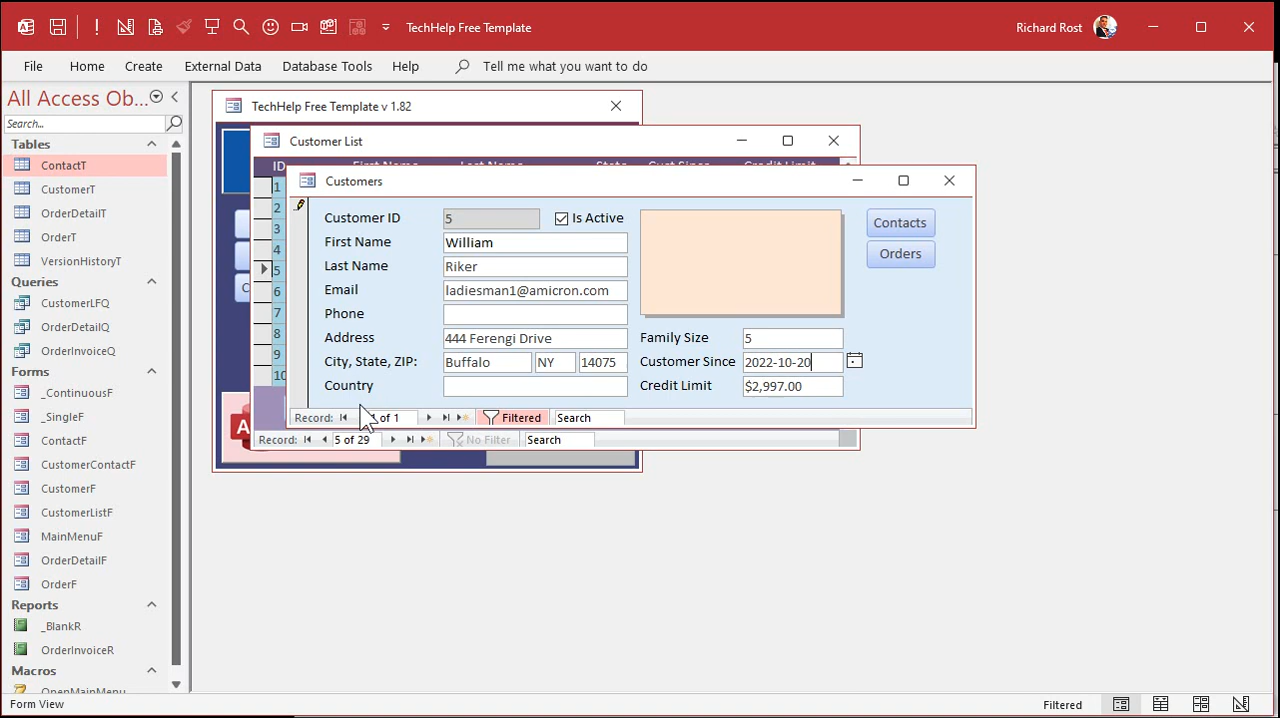 TechHelp Free Template
Richard Rost
File Home Create External Data Database Tools Help Tell me what you want to do
All Access Ob...
Search...
Tables
ContactT
CustomerT
OrderDetailT
OrderT
VersionHistoryT
Queries
CustomerLFQ
OrderDetailQ
OrderInvoiceQ
Forms
_ContinuousF
_SingleF
ContactF
CustomerContactF
CustomerF
CustomerListF
MainMenuF
OrderDetailF
OrderF
Reports
_BlankR
OrderInvoiceR
Macros
OpenMainMenu
TechHelp Free Template v 1.82
Customer List
ID First Name Last Name State Cust Since Credit Limit
1
2
3
4
5
6
7
8
9
10
Customers
Customer ID 5 Is Active
First Name William
Last Name Riker
Email ladiesman1@amicron.com
Phone
Address 444 Ferengi Drive
City, State, ZIP: Buffalo NY 14075
Country
Contacts
Orders
Family Size 5
Customer Since 2022-10-20
Credit Limit $2,997.00
Record: of 1 Filtered Search
Record: 5 of 29 No Filter Search
Form View
Filtered